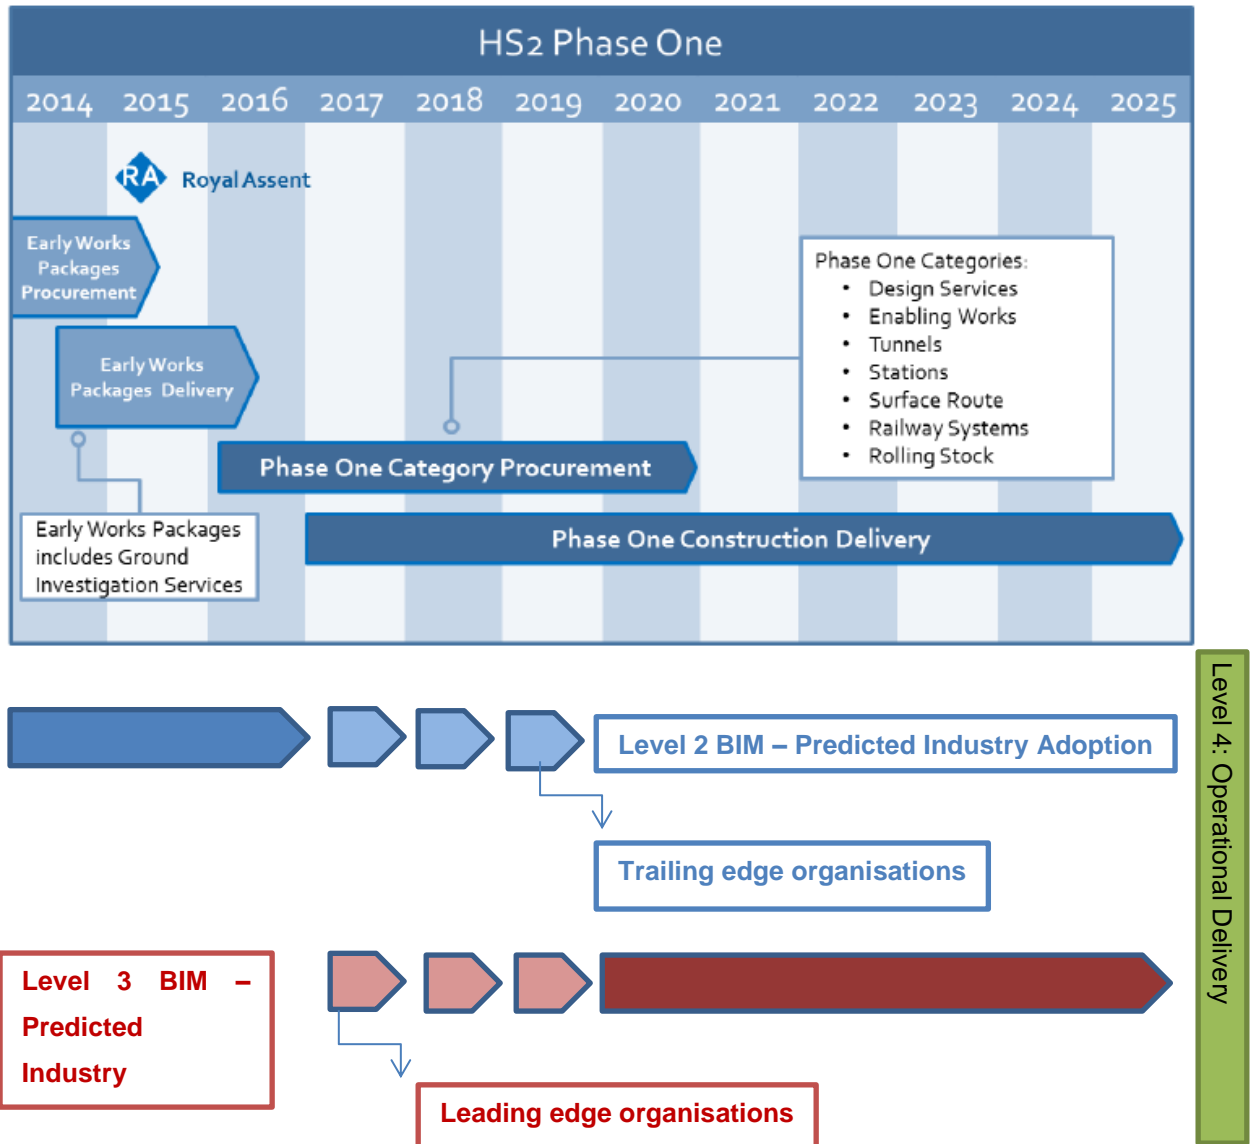 HS2 Phase One
2014 2015 2016 2017 2018 2019 2020 2021 2022 2023 2024 2025
RA Royal Assent
Early Works
Packages
Procurement
Early Works
Packages Delivery
Phase One Categories:
• Design Services
• Enabling Works
• Tunnels
• Stations
• Surface Route
• Railway Systems
• Rolling Stock
Phase One Category Procurement
Early Works Packages
includes Ground
Investigation Services
Phase One Construction Delivery
Level 4: Operational Delivery
Level 2 BIM – Predicted Industry Adoption
Trailing edge organisations
Level 3 BIM –
Predicted
Industry
Leading edge organisations